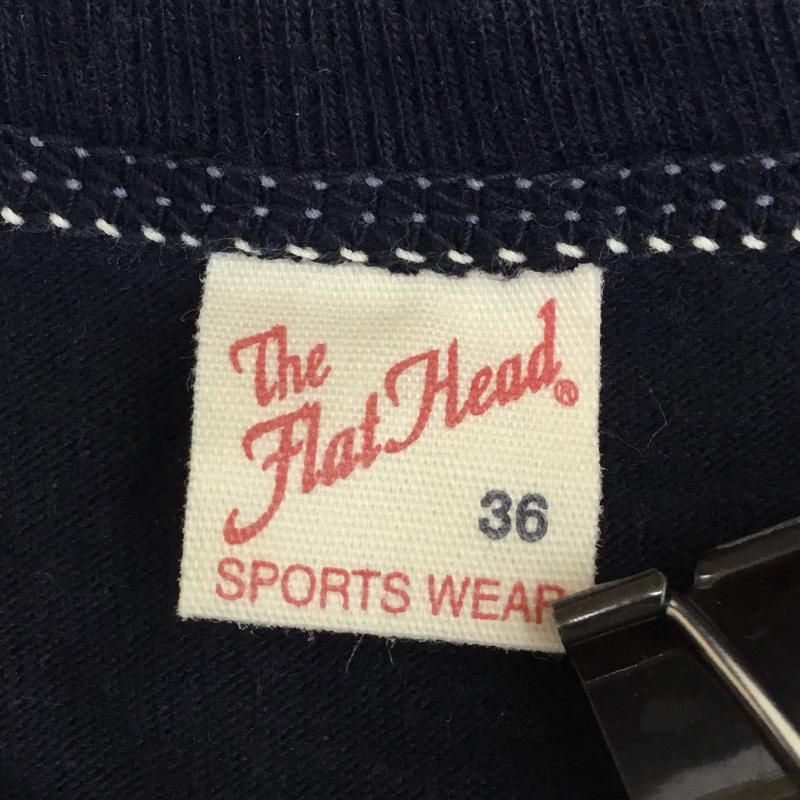 The
Flat Head®
36
SPORTS WEAR